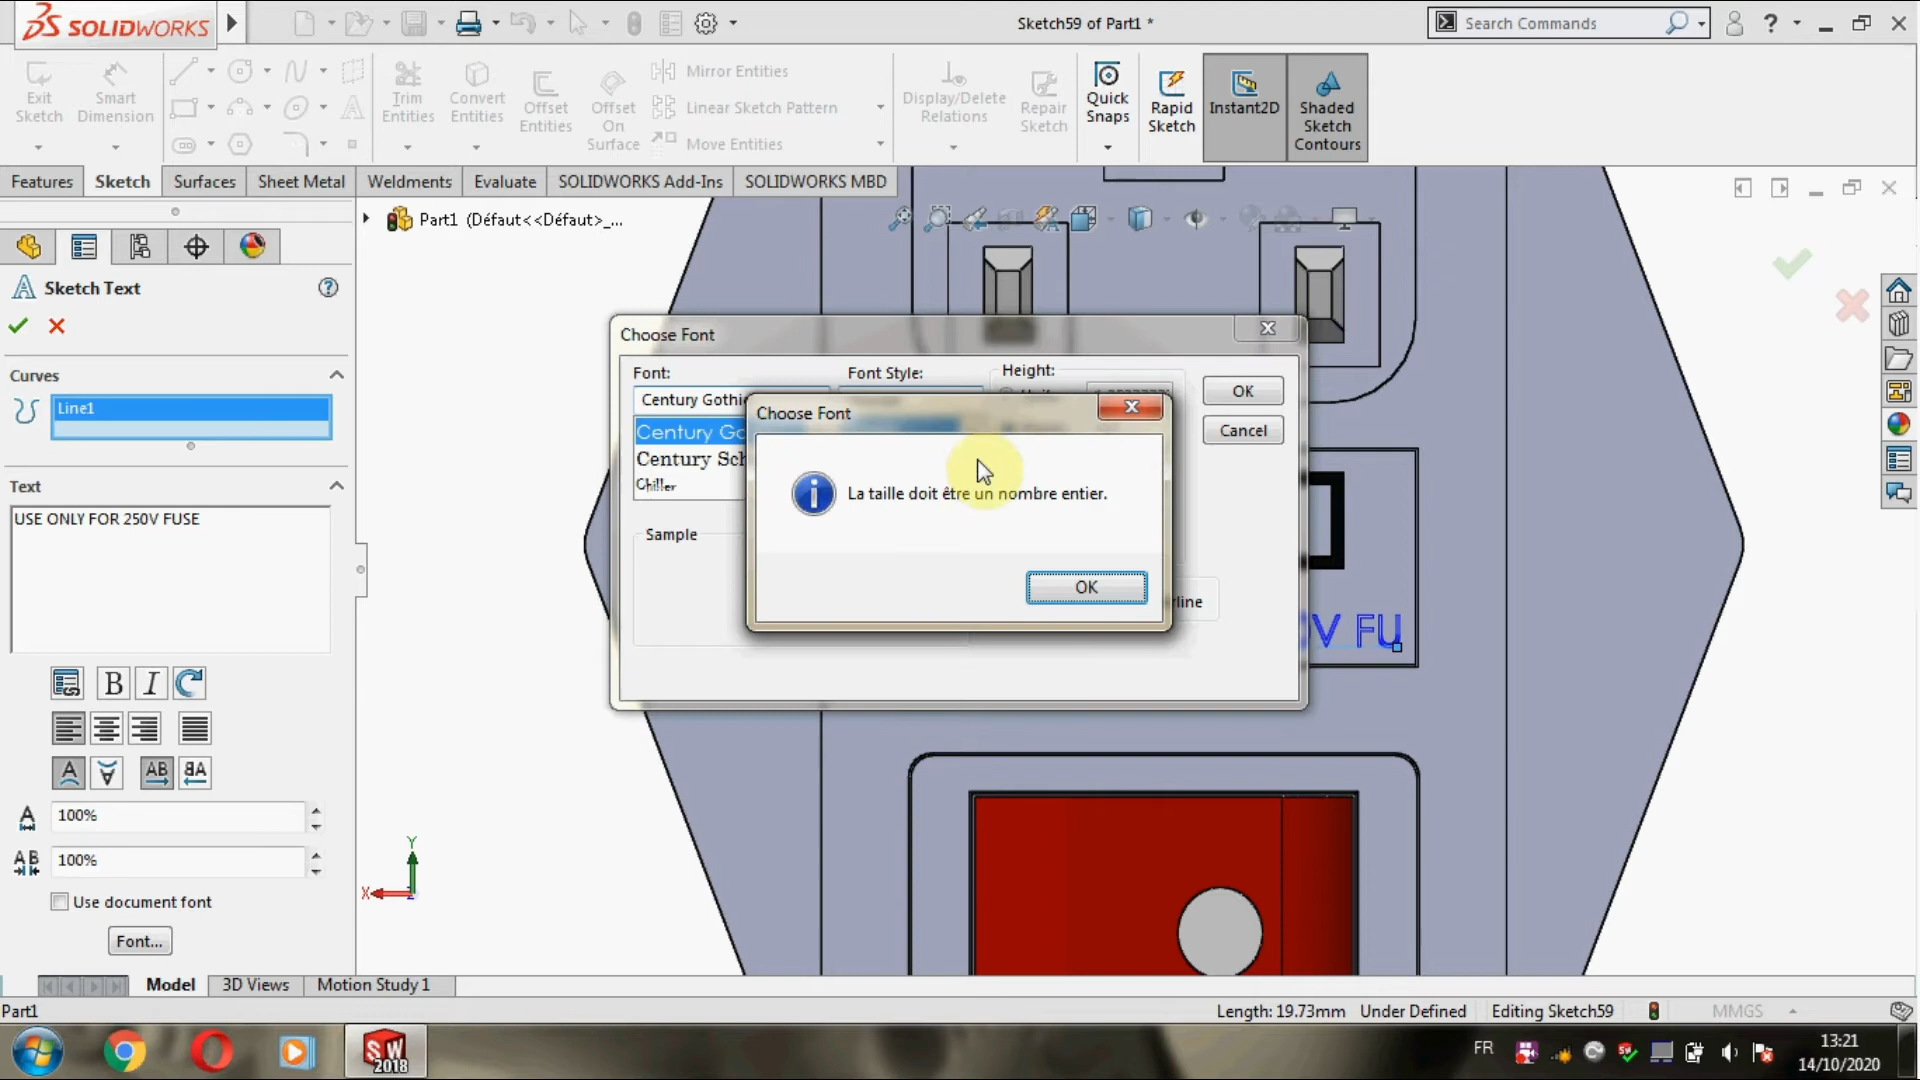 SOLIDWORKS
Sketch59 of Part1 *
Search Commands
Exit Sketch
Smart Dimension
Trim Entities
Convert Entities
Offset Entities
Offset On Surface
Mirror Entities
Linear Sketch Pattern
Move Entities
Display/Delete Relations
Repair Sketch
Quick Snaps
Rapid Sketch
Instant2D
Shaded Sketch Contours
Features
Sketch
Surfaces
Sheet Metal
Weldments
Evaluate
SOLIDWORKS Add-Ins
SOLIDWORKS MBD
Part1 (Défaut<<Défaut>_...
Sketch Text
Curves
Line1
Text
USE ONLY FOR 250V FUSE
B
I
AB
100%
A B
100%
Use document font
Font...
Choose Font
Font:
Font Style:
Height:
Century Gothi
Century Go
Century Sch
Chiller
Sample
OK
Cancel
Choose Font
La taille doit être un nombre entier.
OK
rline
V FU
Y
X
Model
3D Views
Motion Study 1
Part1
Length: 19.73mm
Under Defined
Editing Sketch59
MMGS
SW
2018
FR
13:21
14/10/2020